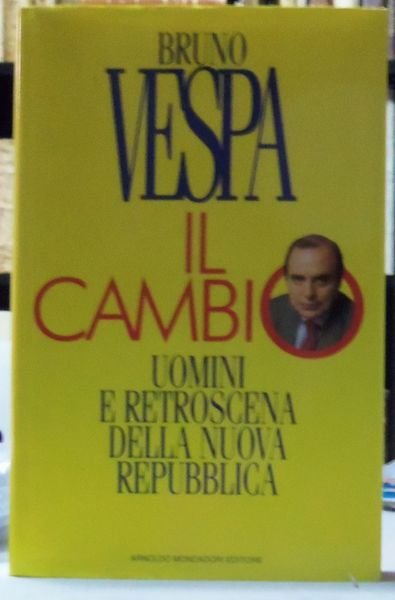 BRUNO
VESPA
IL
CAMBIO
UOMINI
E RETROSCENA
DELLA NUOVA
REPUBBLICA
ARNOLDO MONDADORI EDITORE